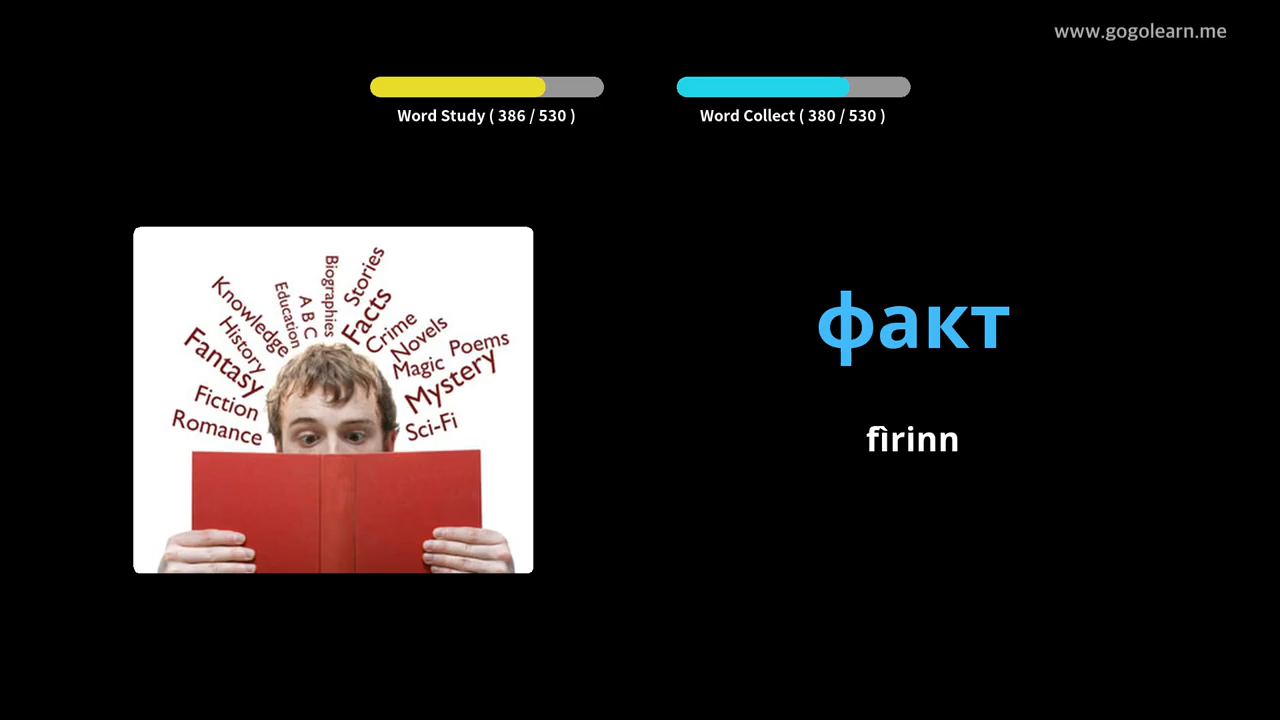 www.gogolearn.me
Word Study ( 386 / 530 )
Word Collect ( 380 / 530 )
Knowledge
History
Fantasy
Fiction
Romance
Education
A B C
Biographies
Stories
Facts
Crime
Novels
Magic
Poems
Mystery
Sci-Fi
факт
fìrinn